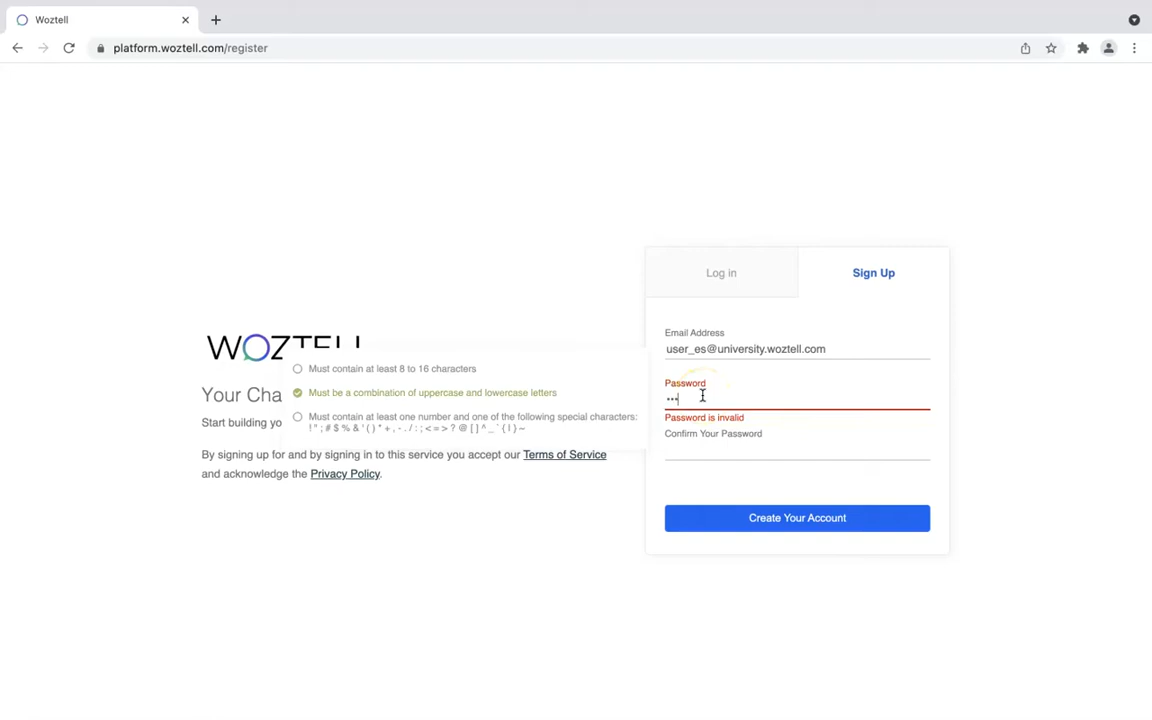 Woztell
platform.woztell.com/register
Log in
Sign Up
Email Address
user_es@university.woztell.com
WOZTELL
Must contain at least 8 to 16 characters
Password
Your Cha
Must be a combination of uppercase and lowercase letters
•••
Start building yo
Must contain at least one number and one of the following special characters:
! " ; # $ % & ' ( ) * + , - . / : ; < = > ? @ [ ] ^ _ ` { | } ~
Password is invalid
Confirm Your Password
By signing up for and by signing in to this service you accept our Terms of Service
and acknowledge the Privacy Policy.
Create Your Account